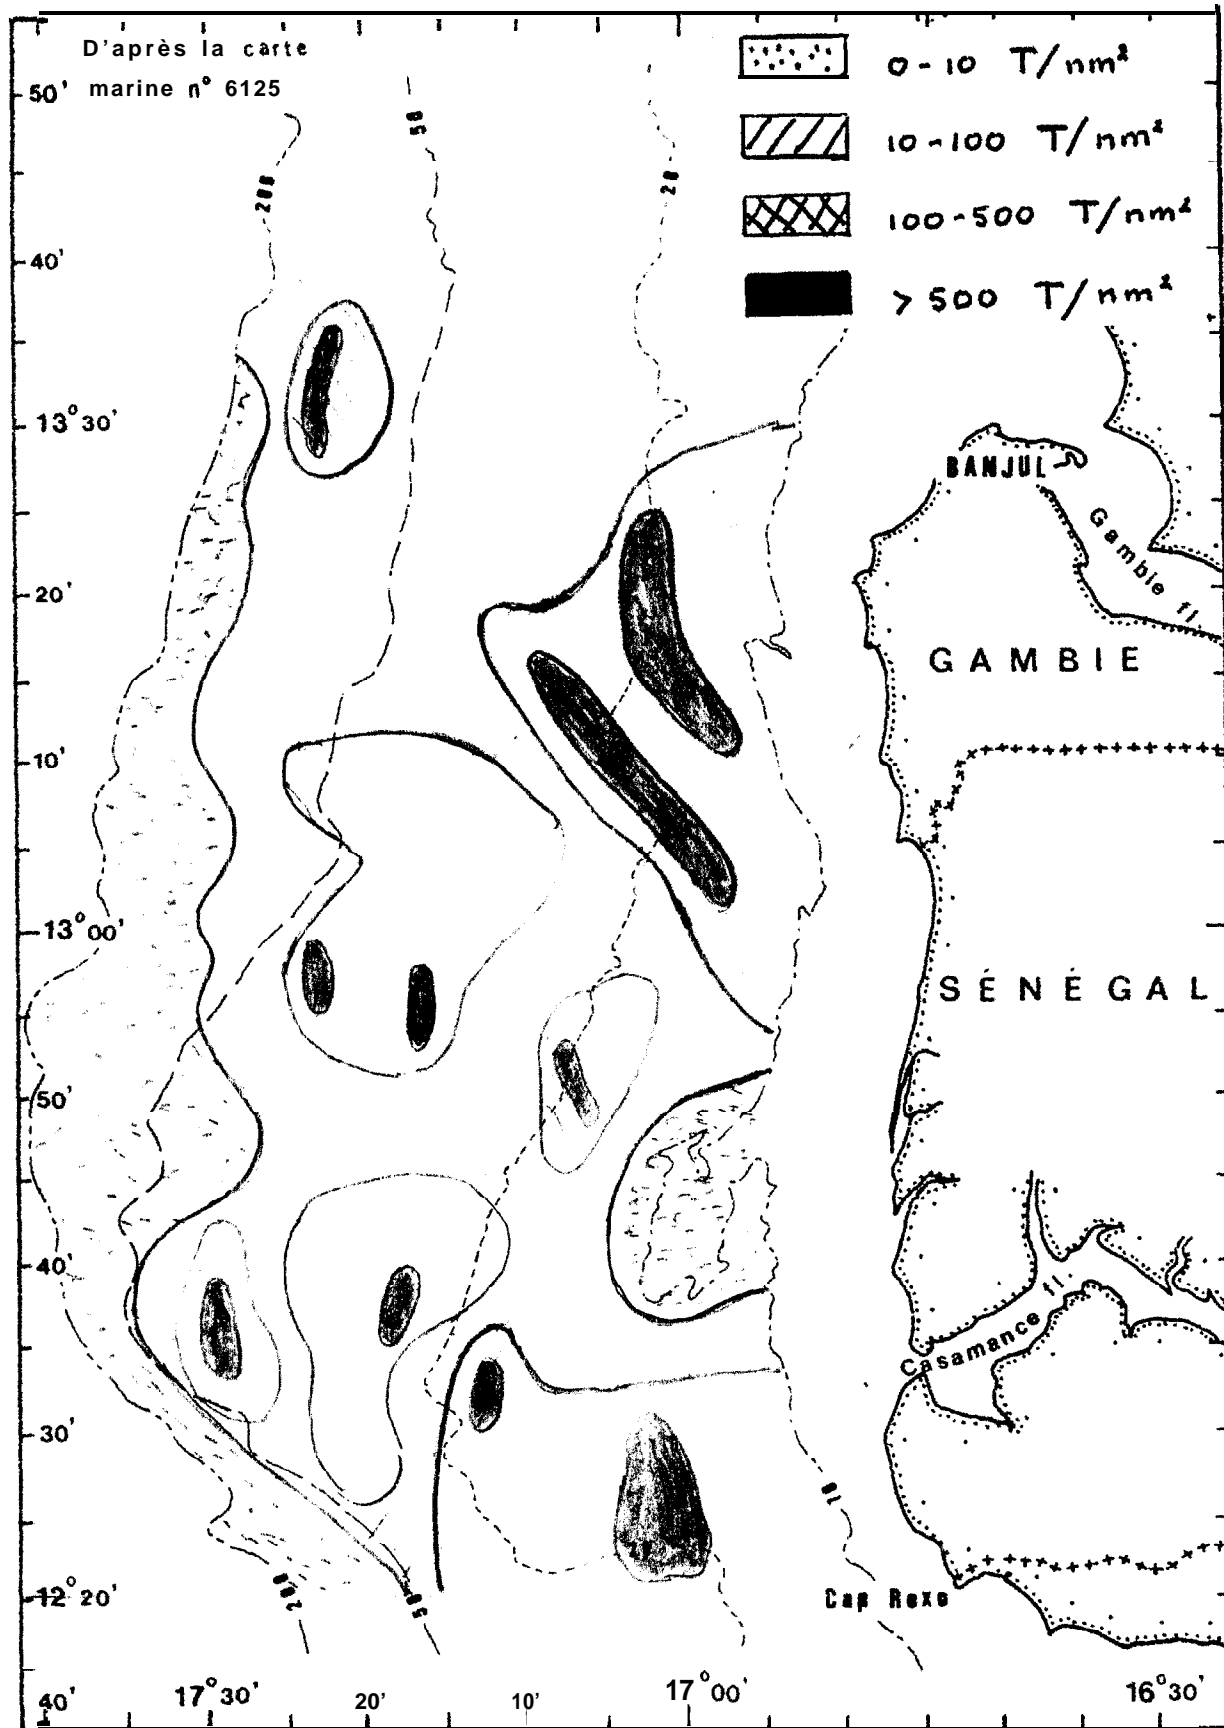 D'après la carte
marine n° 6125
0-10 T/nm²
10-100 T/nm²
100-500 T/nm²
> 500 T/nm²
50'
40'
13°30'
20'
10'
13°00'
50'
40'
30'
12°20'
200
50
20
BANJUL
Gambie fl.
GAMBIE
SÉNÉGAL
Casamance fl.
10
Cap Roxo
200
50
40'
17°30'
20'
10'
17°00'
16°30'